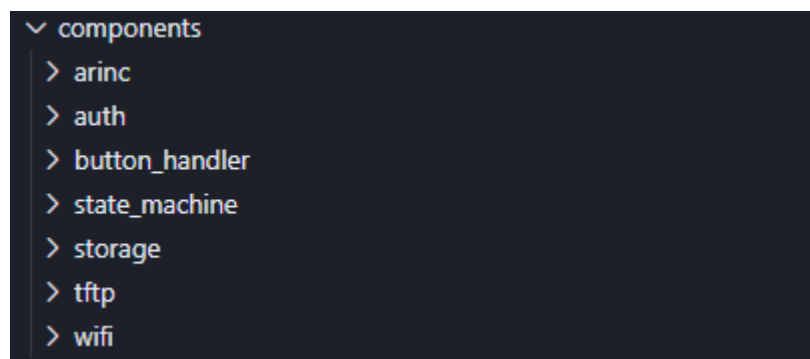 components
arinc
auth
button_handler
state_machine
storage
tftp
wifi